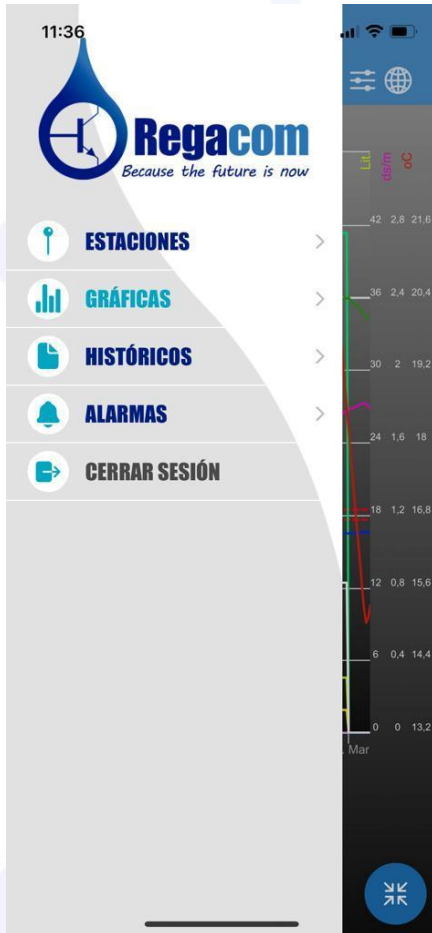 11:36
Regacom
Because the future is now
ESTACIONES
GRÁFICAS
HISTÓRICOS
ALARMAS
CERRAR SESIÓN
Lit.
ds/m
oC
42 2,8 21,6
36 2,4 20,4
30 2 19,2
24 1,6 18
18 1,2 16,8
12 0,8 15,6
6 0,4 14,4
0 0 13,2
Mar